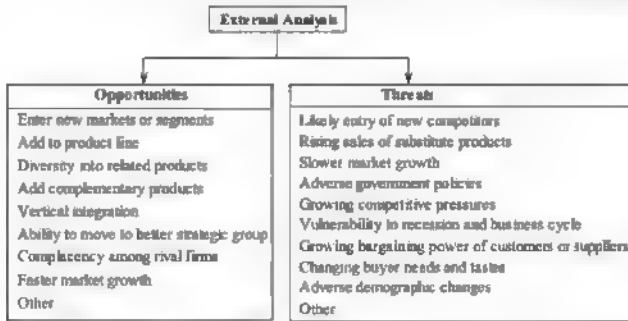 External Analysis
Opportunities
Enter new markets or segments
Add to product line
Diversity into related products
Add complementary products
Vertical integration
Ability to move to better strategic group
Complacency among rival firms
Faster market growth
Other
Threats
Likely entry of new competitors
Rising sales of substitute products
Slower market growth
Adverse government policies
Growing competitive pressures
Vulnerability to recession and business cycle
Growing bargaining power of customers or suppliers
Changing buyer needs and tastes
Adverse demographic changes
Other